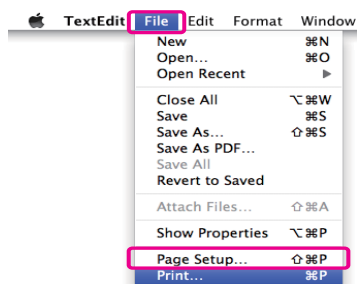 TextEdit File Edit Format Window
New ⌘N
Open... ⌘O
Open Recent ▶
Close All ⌥⌘W
Save ⌘S
Save As... ⇧⌘S
Save As PDF...
Save All
Revert to Saved
Attach Files... ⇧⌘A
Show Properties ⌥⌘P
Page Setup... ⇧⌘P
Print... ⌘P